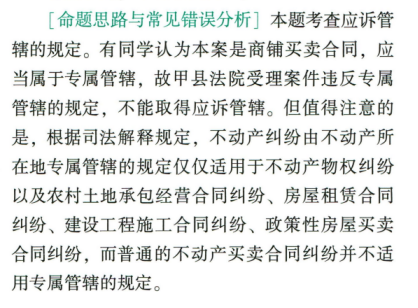 [命题思路与常见错误分析] 本题考查应诉管
辖的规定。有同学认为本案是商铺买卖合同，应
当属于专属管辖，故甲县法院受理案件违反专属
管辖的规定，不能取得应诉管辖。但值得注意的
是，根据司法解释规定，不动产纠纷由不动产所
在地专属管辖的规定仅仅适用于不动产物权纠纷
以及农村土地承包经营合同纠纷、房屋租赁合同
纠纷、建设工程施工合同纠纷、政策性房屋买卖
合同纠纷，而普通的不动产买卖合同纠纷并不适
用专属管辖的规定。